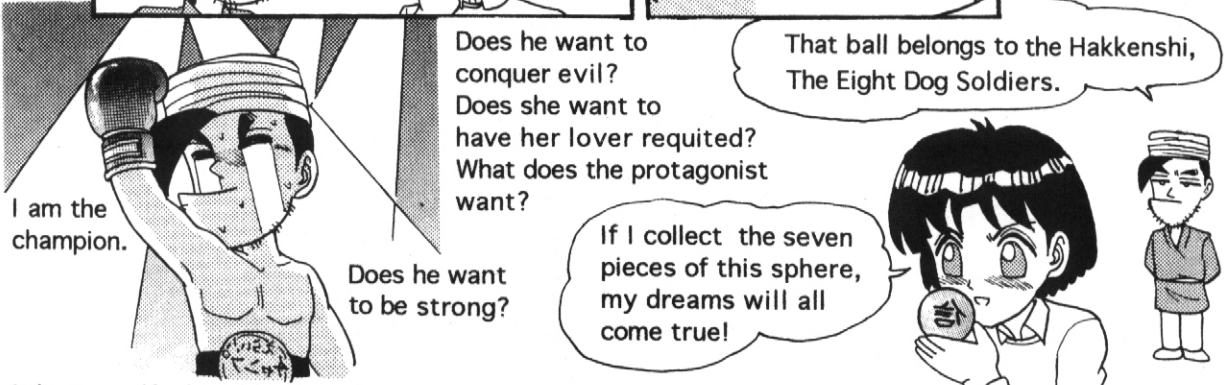 I am the
champion.
Does he want
to be strong?
Does he want to
conquer evil?
Does she want to
have her lover requited?
What does the protagonist
want?
If I collect the seven
pieces of this sphere,
my dreams will all
come true!
That ball belongs to the Hakkenshi,
The Eight Dog Soldiers.
信